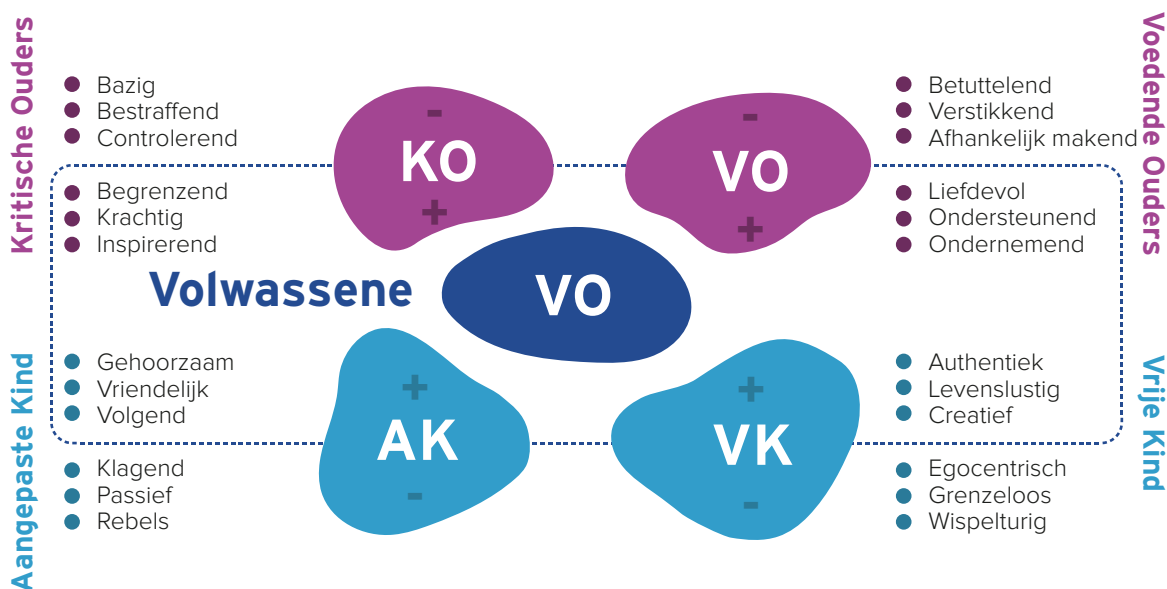 Kritische Ouders
Bazig
Bestraffend
Controlerend
Begrenzend
Krachtig
Inspirerend
-
KO
+
-
VO
+
Betuttelend
Verstikkend
Afhankelijk makend
Liefdevol
Ondersteunend
Ondernemend
Voedende Ouders
Volwassene
VO
Aangepaste Kind
Gehoorzaam
Vriendelijk
Volgend
Klagend
Passief
Rebels
+
AK
-
+
VK
-
Authentiek
Levenslustig
Creatief
Egocentrisch
Grenzeloos
Wispelturig
Vrije Kind